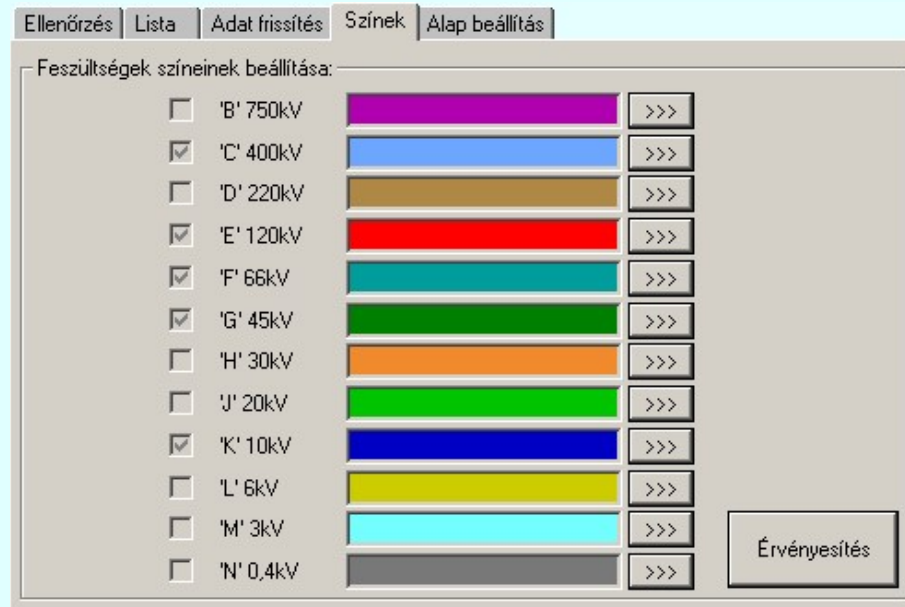 Ellenőrzés Lista Adat frissítés Színek Alap beállítás
Feszültségek színeinek beállítása:
'B' 750kV >>>
'C' 400kV >>>
'D' 220kV >>>
'E' 120kV >>>
'F' 66kV >>>
'G' 45kV >>>
'H' 30kV >>>
'J' 20kV >>>
'K' 10kV >>>
'L' 6kV >>>
'M' 3kV >>>
'N' 0,4kV >>>
Érvényesítés